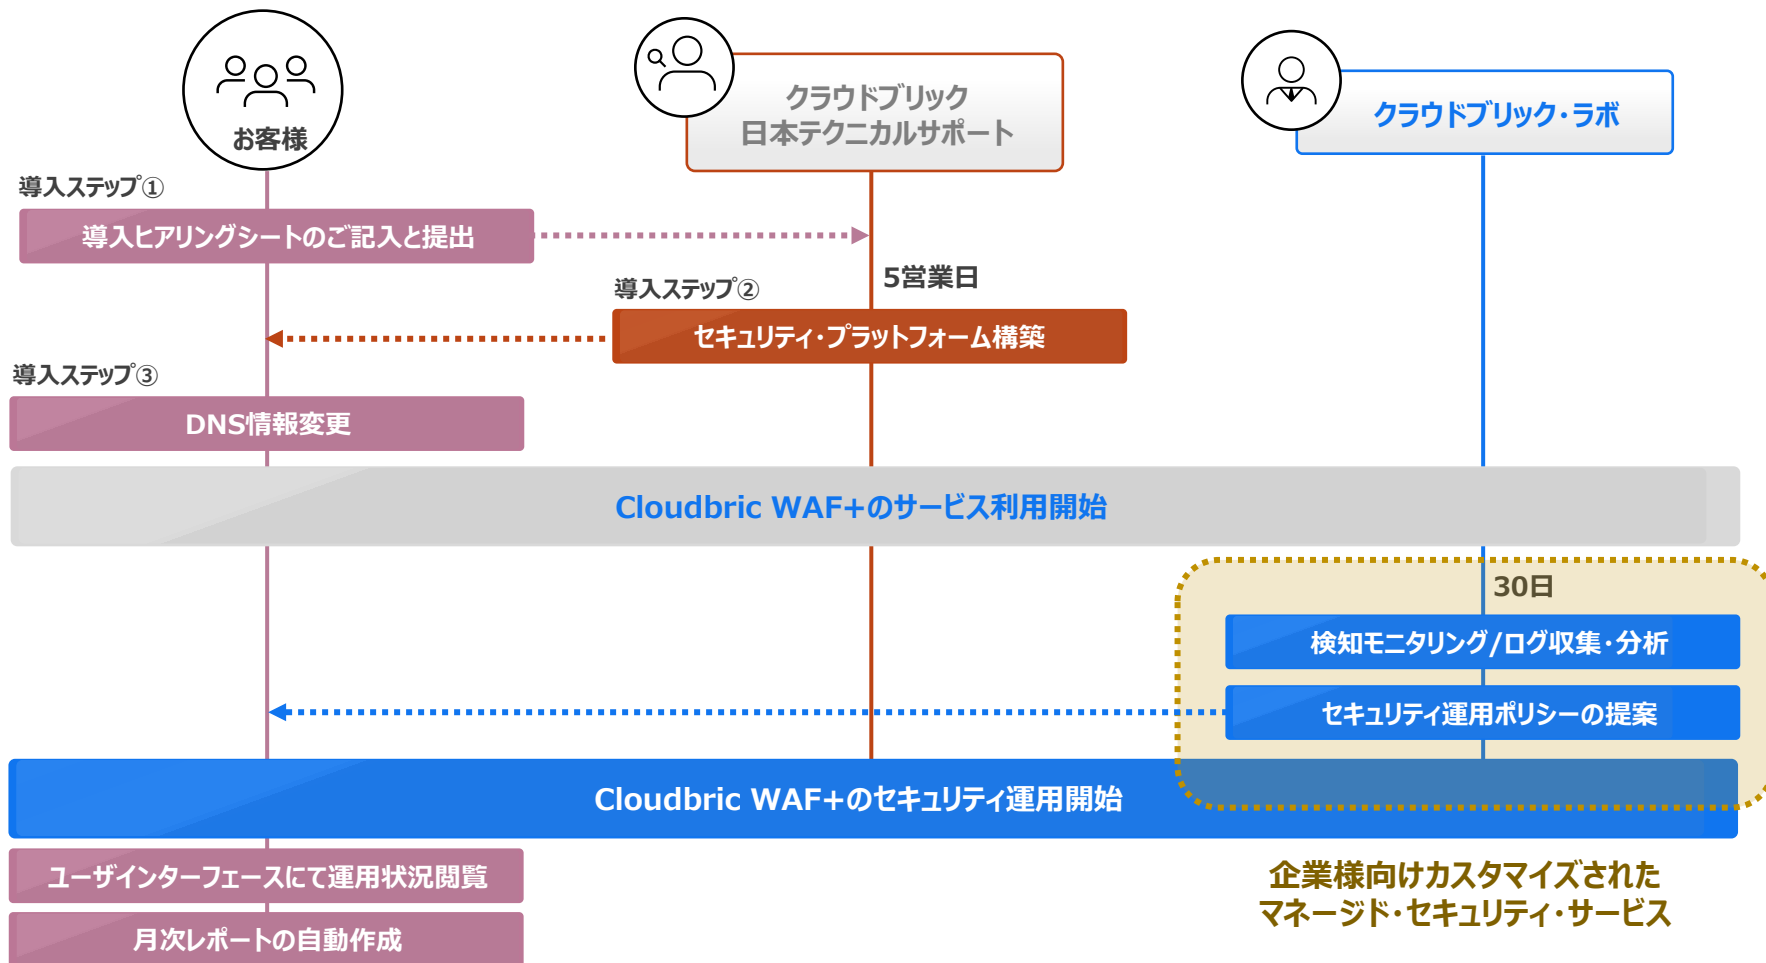 お客様
クラウドブリック
日本テクニカルサポート
クラウドブリック・ラボ
導入ステップ①
導入ヒアリングシートのご記入と提出
5営業日
導入ステップ②
セキュリティ・プラットフォーム構築
導入ステップ③
DNS情報変更
Cloudbric WAF+のサービス利用開始
30日
検知モニタリング/ログ収集・分析
セキュリティ運用ポリシーの提案
Cloudbric WAF+のセキュリティ運用開始
ユーザインターフェースにて運用状況閲覧
月次レポートの自動作成
企業様向けカスタマイズされた
マネージド・セキュリティ・サービス